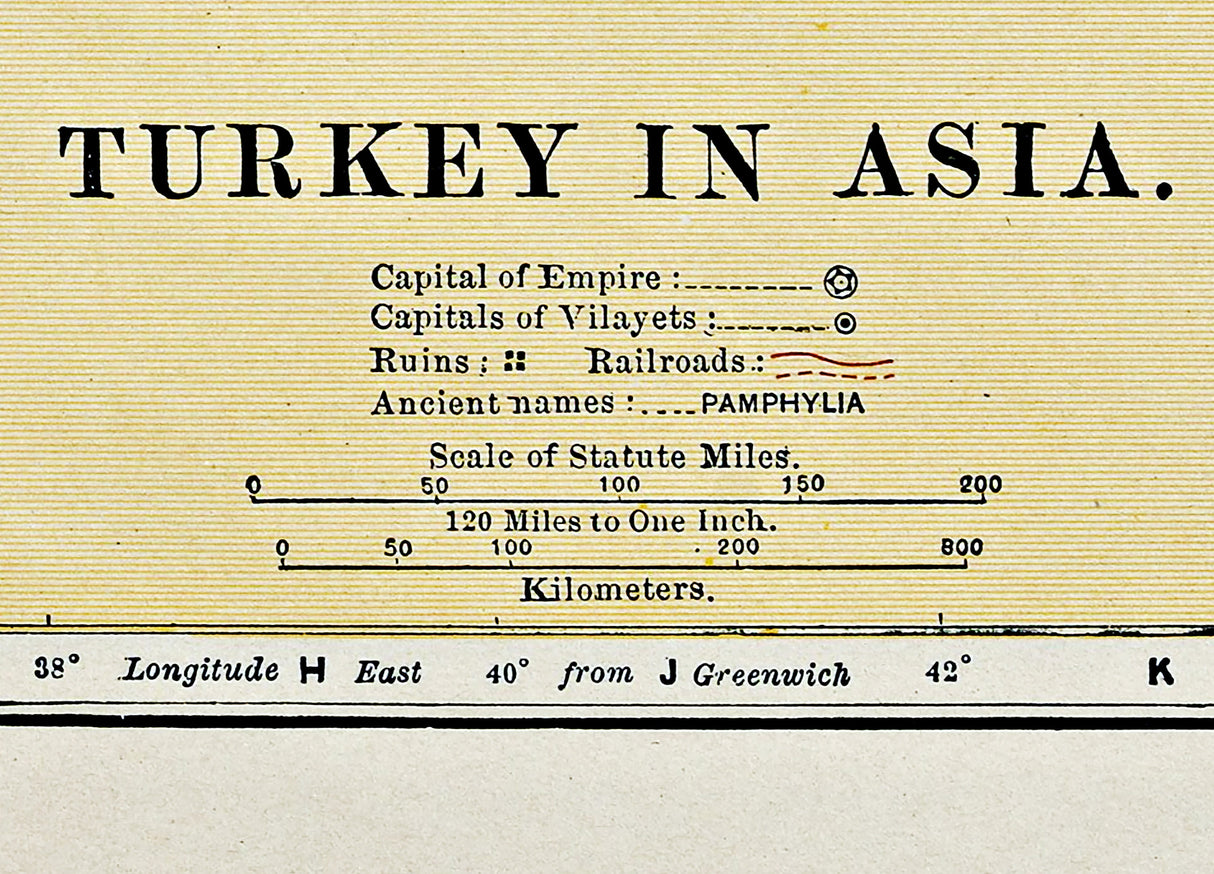 TURKEY IN ASIA.
Capital of Empire :
Capitals of Vilayets :
Ruins : Railroads :
Ancient names : PAMPHYLIA
Scale of Statute Miles.
0 50 100 150 200
120 Miles to One Inch.
0 50 100 200 300
Kilometers.
38° Longitude H East 40° from J Greenwich 42° K